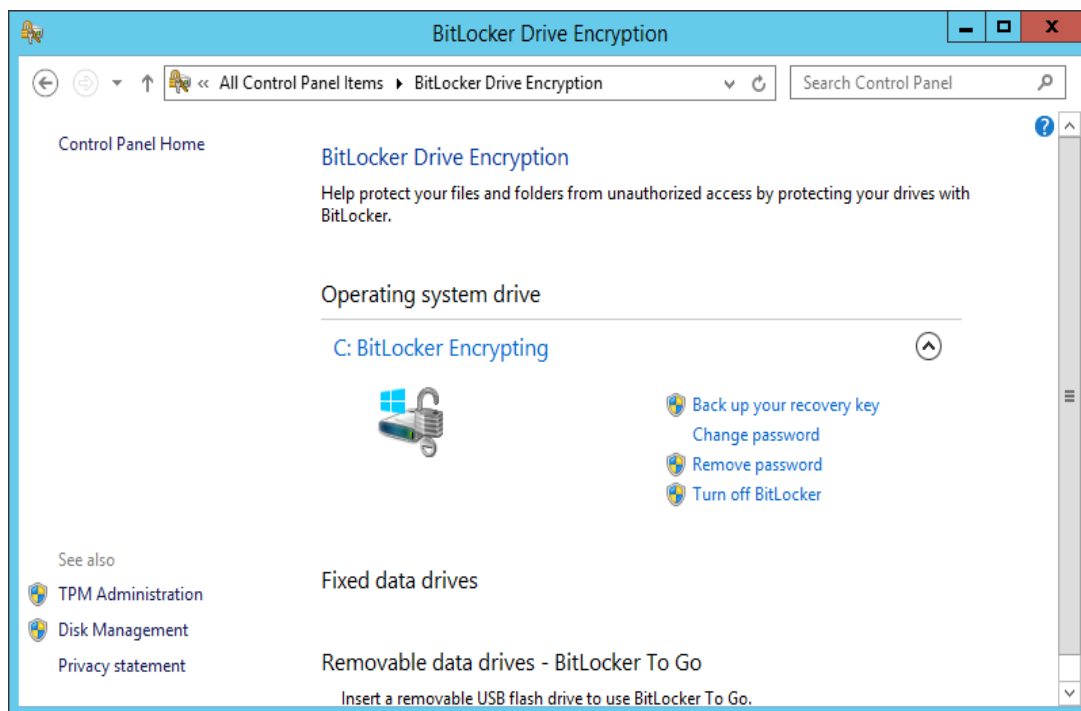 BitLocker Drive Encryption
« All Control Panel Items BitLocker Drive Encryption
Search Control Panel
Control Panel Home
BitLocker Drive Encryption
Help protect your files and folders from unauthorized access by protecting your drives with
BitLocker.
Operating system drive
C: BitLocker Encrypting
Back up your recovery key
Change password
Remove password
Turn off BitLocker
See also
TPM Administration
Disk Management
Privacy statement
Fixed data drives
Removable data drives - BitLocker To Go
Insert a removable USB flash drive to use BitLocker To Go.